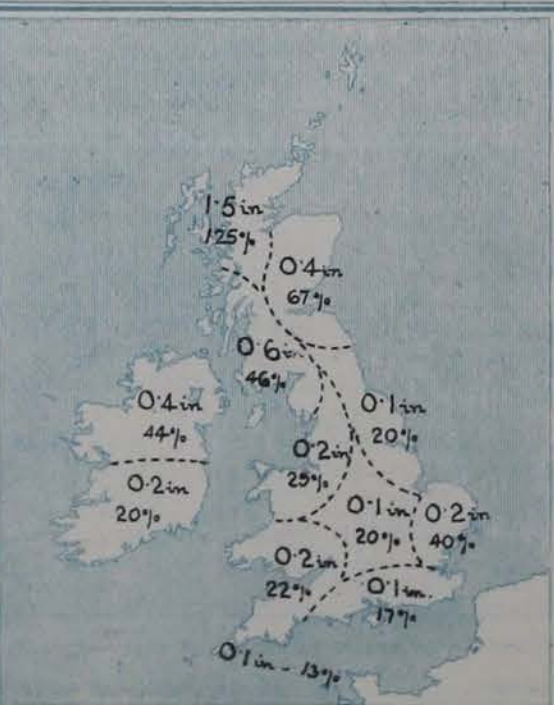 1.5 in
125%
0.4 in
67%
0.6 in
46%
0.4 in
44%
0.1 in
20%
0.2 in
25%
0.2 in
20%
0.1 in
20%
0.2 in
40%
0.2 in
22%
0.1 in.
17%
0.1 in - 13%